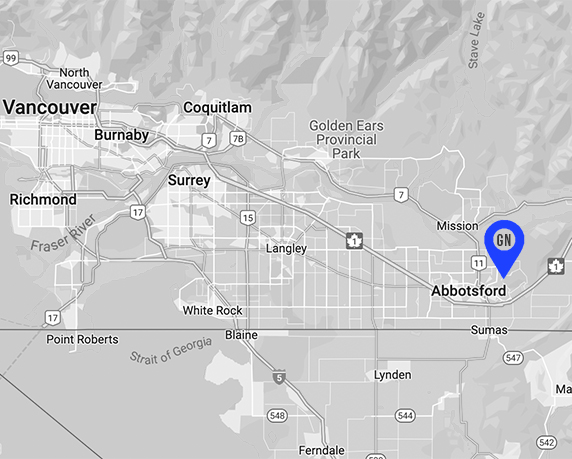 Stave Lake
99
North
Vancouver
Vancouver
Coquitlam
Burnaby
7
7B
Golden Ears
Provincial
Park
Surrey
Richmond
17
7
15
Fraser River
Mission
GN
1
Langley
11
1
Abbotsford
White Rock
17
Sumas
Blaine
Point Roberts
Strait of Georgia
547
5
Lynden
Ma
548
544
542
Ferndale
539